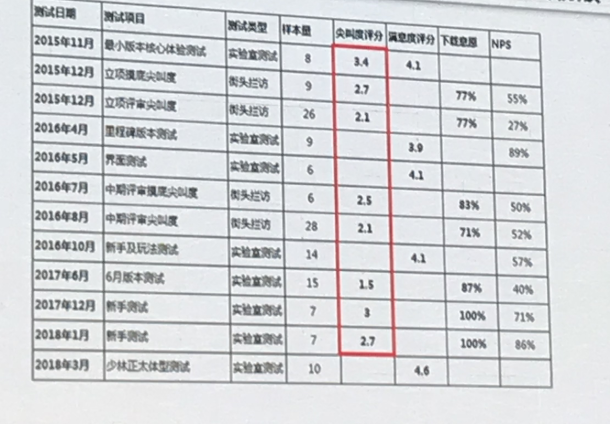 测试日期 测试项目 测试类型 样本量 尖叫度评分 满意度评分 下载意愿 NPS
2015年11月 最小版本核心体验测试 实验室测试 8 3.4 4.1
2015年12月 立项摸底尖叫度 街头拦访 9 2.7 77% 55%
2015年12月 立项评审尖叫度 街头拦访 26 2.1 77% 27%
2016年4月 里程碑版本测试 实验室测试 9 3.9 89%
2016年5月 界面测试 实验室测试 6 4.1
2016年7月 中期评审摸底尖叫度 街头拦访 6 2.5 83% 50%
2016年8月 中期评审尖叫度 街头拦访 28 2.1 71% 52%
2016年10月 新手及玩法测试 实验室测试 14 4.1 57%
2017年6月 6月版本测试 实验室测试 15 1.5 87% 40%
2017年12月 新手测试 实验室测试 7 3 100% 71%
2018年1月 新手测试 实验室测试 7 2.7 100% 86%
2018年3月 少林正太体型测试 实验室测试 10 4.6